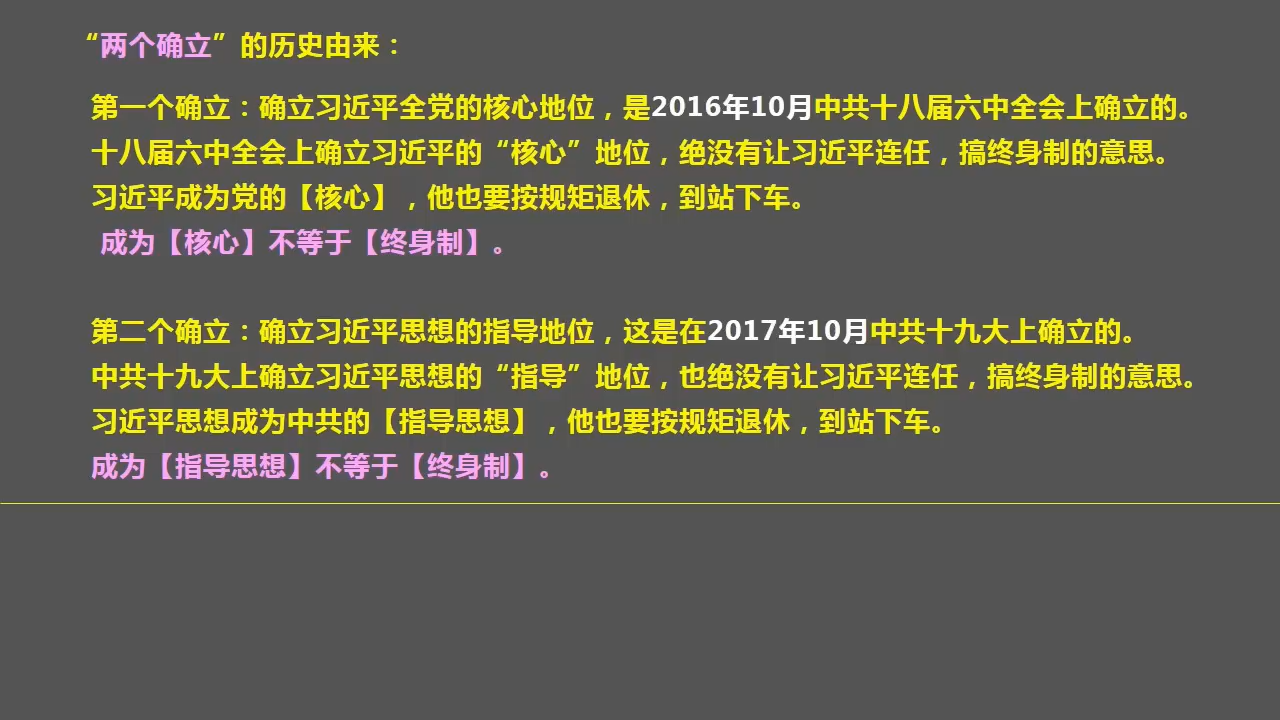 “两个确立”的历史由来：
第一个确立：确立习近平全党的核心地位，是2016年10月中共十八届六中全会上确立的。
十八届六中全会上确立习近平的“核心”地位，绝没有让习近平连任，搞终身制的意思。
习近平成为党的【核心】，他也要按规矩退休，到站下车。
成为【核心】不等于【终身制】。
第二个确立：确立习近平思想的指导地位，这是在2017年10月中共十九大上确立的。
中共十九大上确立习近平思想的“指导”地位，也绝没有让习近平连任，搞终身制的意思。
习近平思想成为中共的【指导思想】，他也要按规矩退休，到站下车。
成为【指导思想】不等于【终身制】。